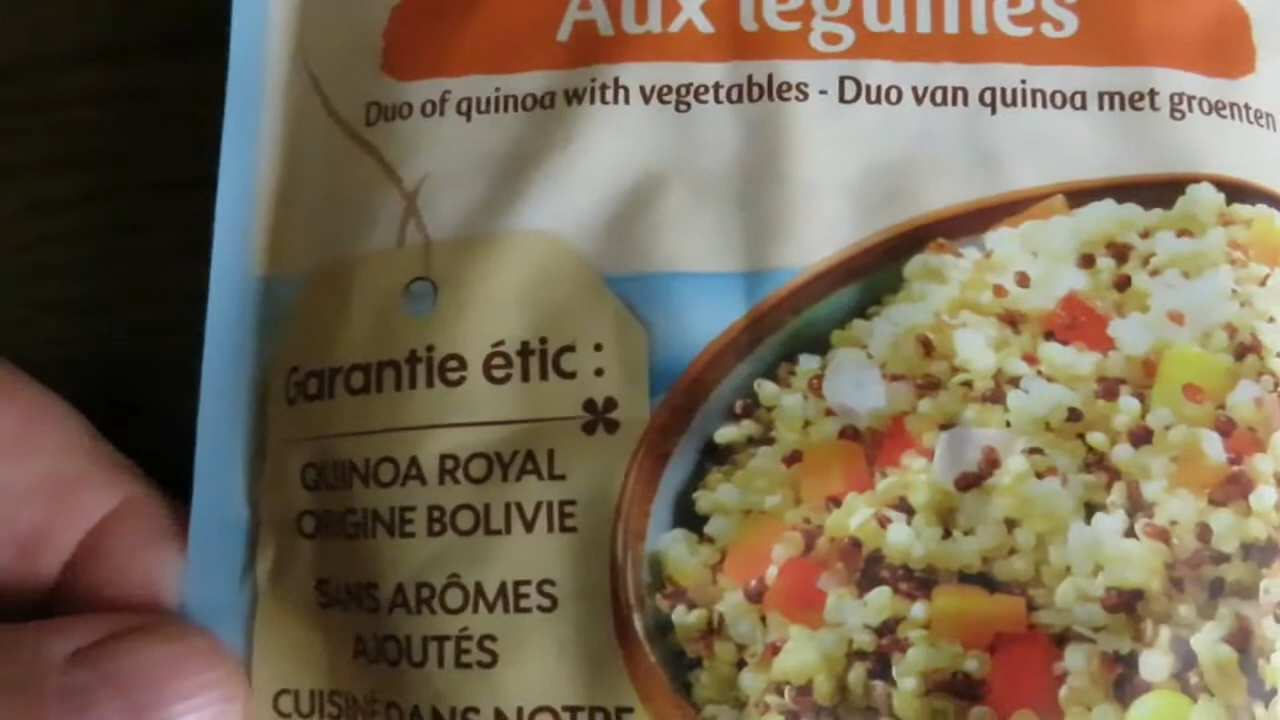 Aux légumes
Duo of quinoa with vegetables - Duo van quinoa met groenten
Garantie étic :
QUINOA ROYAL
ORIGINE BOLIVIE
SANS ARÔMES
AJOUTÉS
CUISINÉ DANS NOTRE